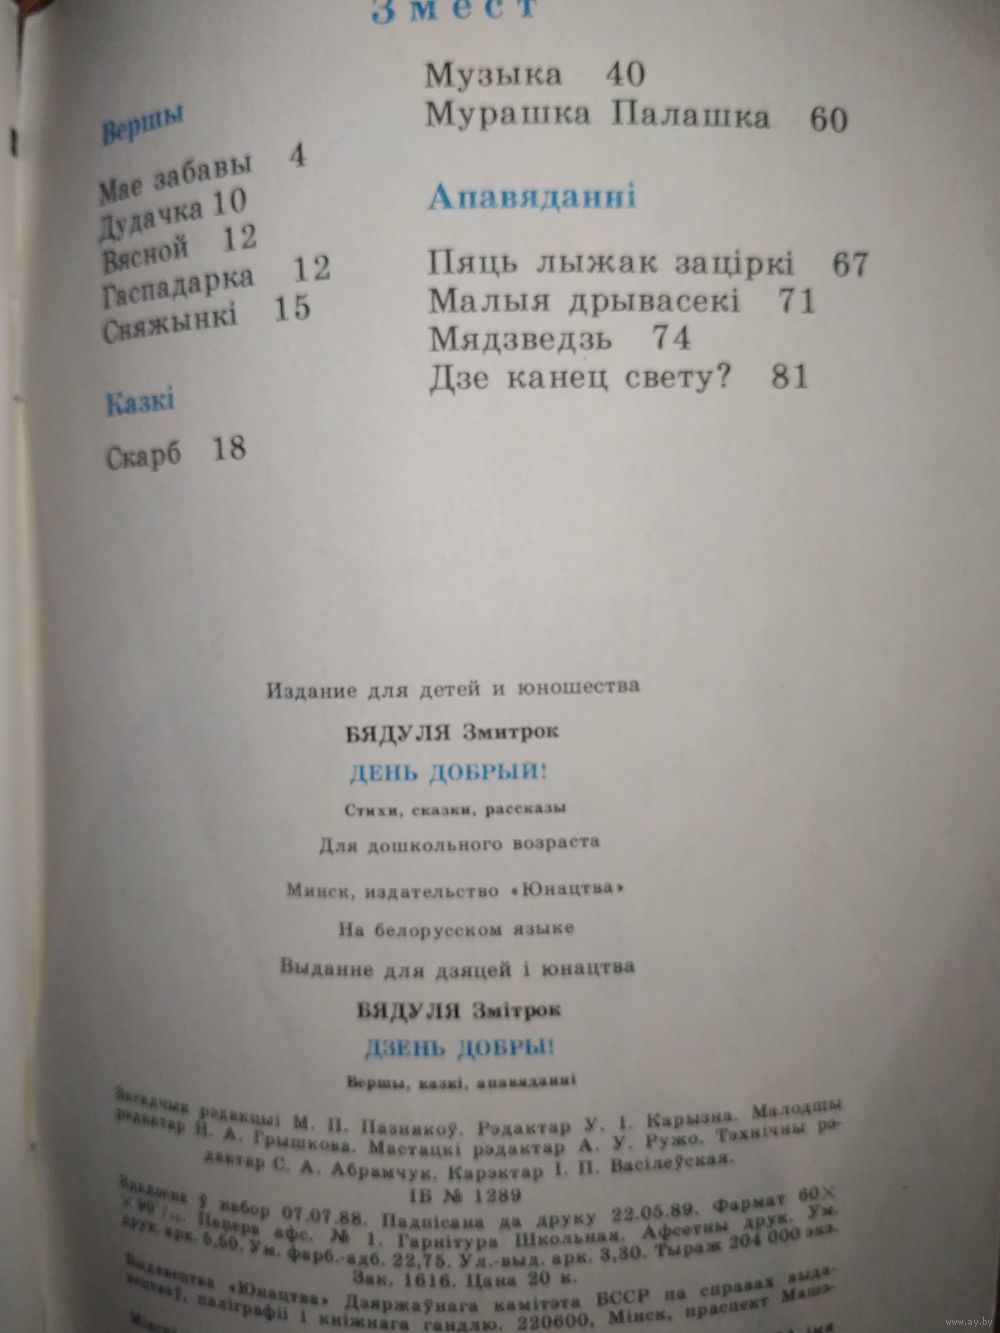 Змест
Вершы
Мае забавы 4
Дудачка 10
Вясной 12
Гаспадарка 12
Сняжынкі 15
Казкі
Скарб 18
Музыка 40
Мурашка Палашка 60
Апавяданні
Пяць лыжак заціркі 67
Малыя дрывасекі 71
Мядзведзь 74
Дзе канец свету? 81
Издание для детей и юношества
БЯДУЛЯ Змитрок
ДЕНЬ ДОБРЫЙ!
Стихи, сказки, рассказы
Для дошкольного возраста
Минск, издательство «Юнацтва»
На белорусском языке
Выданне для дзяцей і юнацтва
БЯДУЛЯ Змітрок
ДЗЕНЬ ДОБРЫ!
Вершы, казкі, апавяданні
Загадчык рэдакцыі М. П. Пазнякоў. Рэдактар У. І. Карызна. Малодшы
рэдактар Н. А. Грышкова. Мастацкі рэдактар А. У. Ружо. Тэхнічны рэ-
дактар С. А. Абрамчук. Карэктар І. П. Васілеўская.
ІБ № 1289
Здадзена ў набор 07.07.88. Падпісана да друку 22.05.89. Фармат 60×
×90 Папера афс. № 1. Гарнітура Школьная. Афсетны друк. Ум.
друк. арк. 5,50. Ум. фарб.-адб. 22,75. Ул.-выд. арк. 3,30. Тыраж 204 000 экз.
Зак. 1616. Цана 20 к.
Выдавецтва «Юнацтва» Дзяржаўнага камітэта БССР па справах выда-
вецтваў, паліграфіі і кніжнага гандлю. 220600, Мінск, праспект Машэ-
www.ay.by